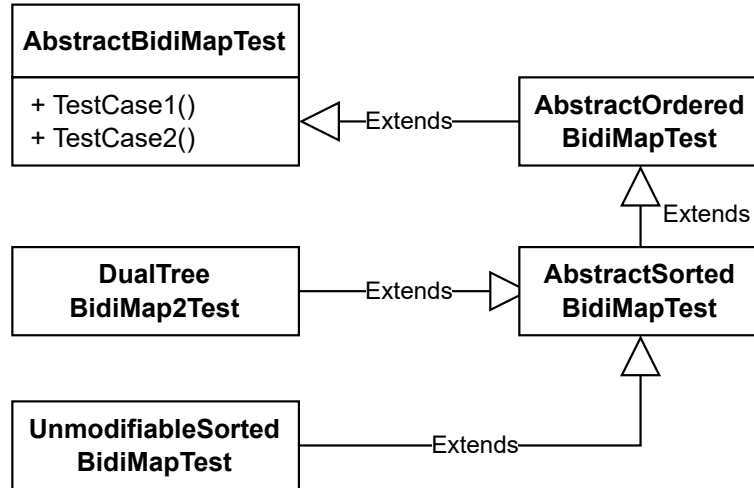 AbstractBidiMapTest
+ TestCase1()
+ TestCase2()
Extends
AbstractOrdered
BidiMapTest
Extends
DualTree
BidiMap2Test
Extends
AbstractSorted
BidiMapTest
UnmodifiableSorted
BidiMapTest
Extends